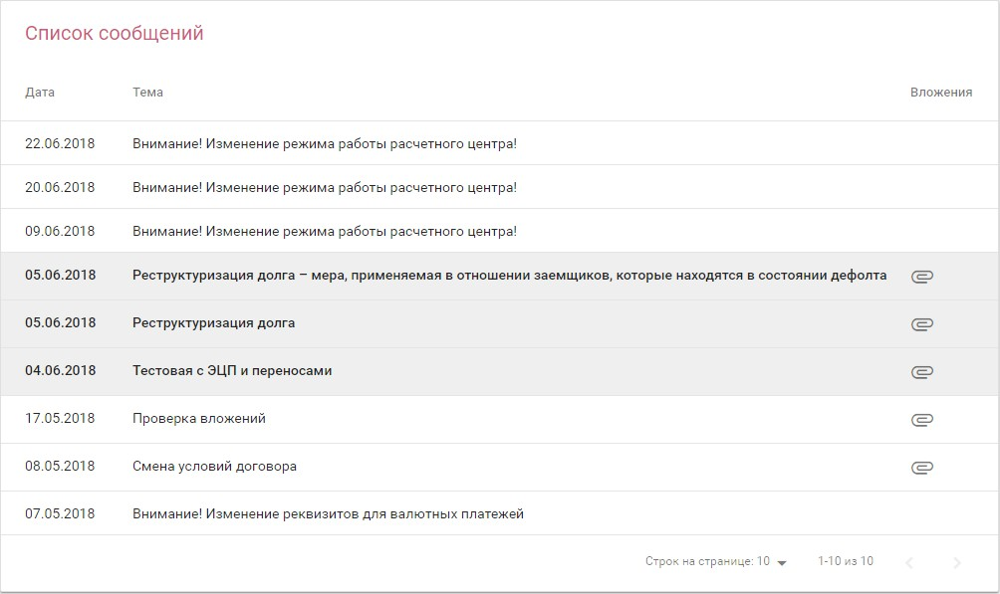 Список сообщений
Дата Тема Вложения
22.06.2018 Внимание! Изменение режима работы расчетного центра!
20.06.2018 Внимание! Изменение режима работы расчетного центра!
09.06.2018 Внимание! Изменение режима работы расчетного центра!
05.06.2018 Реструктуризация долга – мера, применяемая в отношении заемщиков, которые находятся в состоянии дефолта
05.06.2018 Реструктуризация долга
04.06.2018 Тестовая с ЭЦП и переносами
17.05.2018 Проверка вложений
08.05.2018 Смена условий договора
07.05.2018 Внимание! Изменение реквизитов для валютных платежей
Строк на странице: 10 1-10 из 10